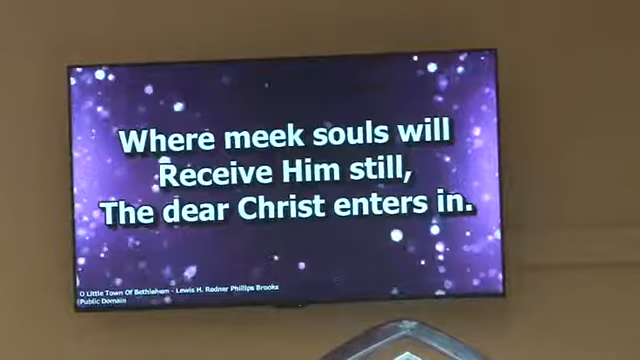 Where meek souls will
Receive Him still,
The dear Christ enters in.
O Little Town Of Bethlehem - Lewis H. Redner Phillips Brooks
Public Domain